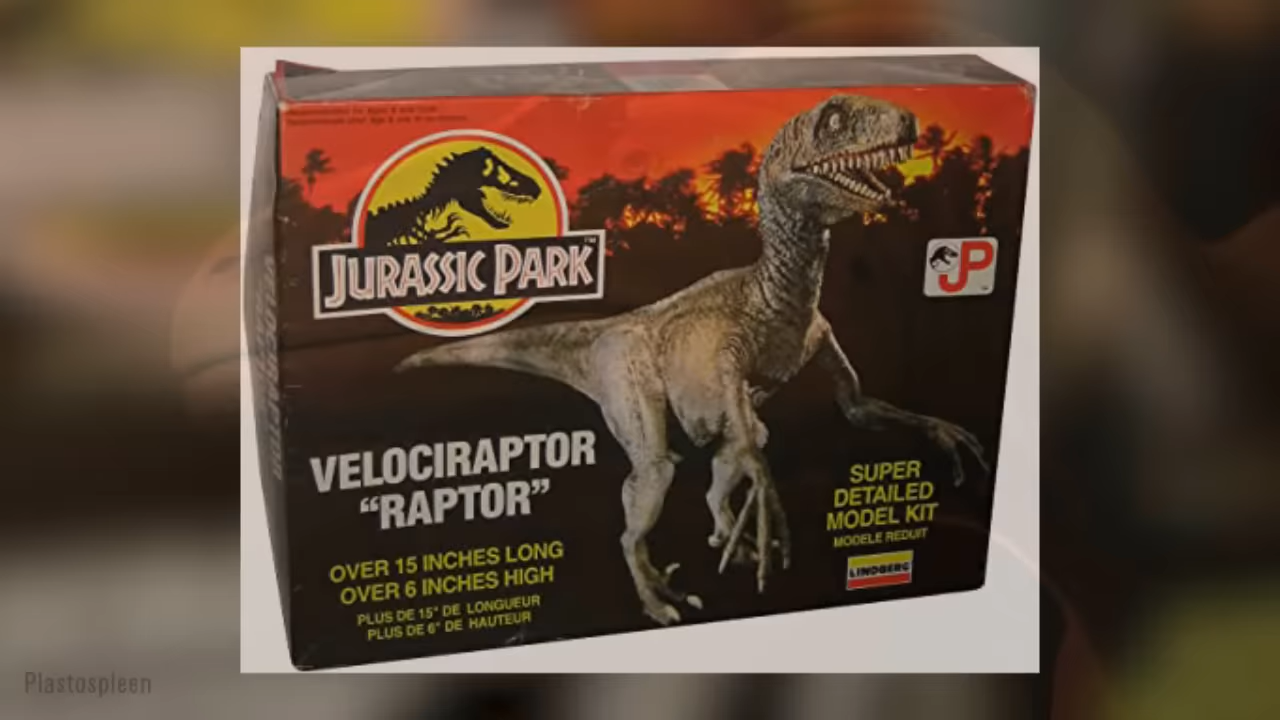 JURASSIC PARK
TM
JP
VELOCIRAPTOR
“RAPTOR”
OVER 15 INCHES LONG
OVER 6 INCHES HIGH
PLUS DE 15" DE LONGUEUR
PLUS DE 6" DE HAUTEUR
SUPER
DETAILED
MODEL KIT
MODELE REDUIT
LINDBERG
Plastospleen